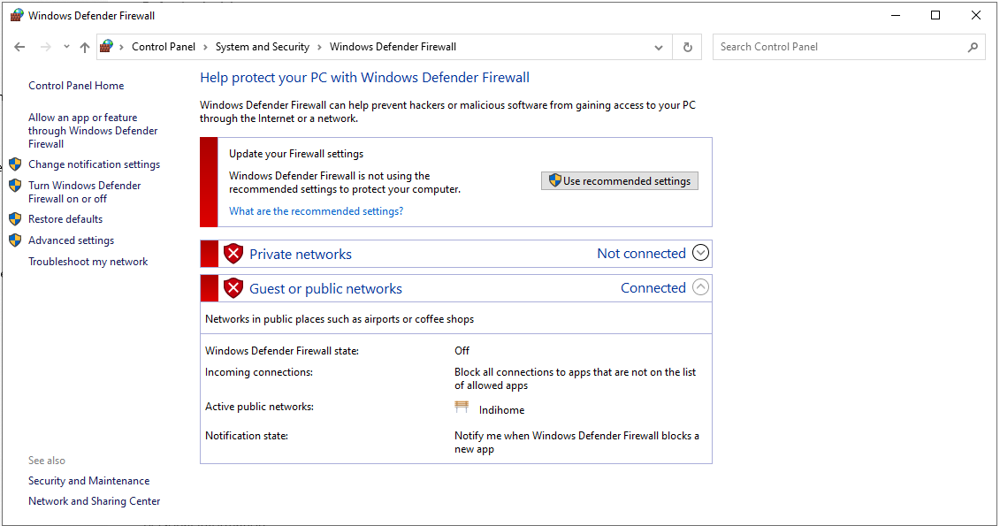 Windows Defender Firewall
Control Panel > System and Security > Windows Defender Firewall
Search Control Panel
Control Panel Home
Allow an app or feature
through Windows Defender
Firewall
Change notification settings
Turn Windows Defender
Firewall on or off
Restore defaults
Advanced settings
Troubleshoot my network
See also
Security and Maintenance
Network and Sharing Center
Help protect your PC with Windows Defender Firewall
Windows Defender Firewall can help prevent hackers or malicious software from gaining access to your PC
through the Internet or a network.
Update your Firewall settings
Windows Defender Firewall is not using the
recommended settings to protect your computer.
Use recommended settings
What are the recommended settings?
Private networks Not connected
Guest or public networks Connected
Networks in public places such as airports or coffee shops
Windows Defender Firewall state: Off
Incoming connections: Block all connections to apps that are not on the list
of allowed apps
Active public networks: Indihome
Notification state: Notify me when Windows Defender Firewall blocks a
new app